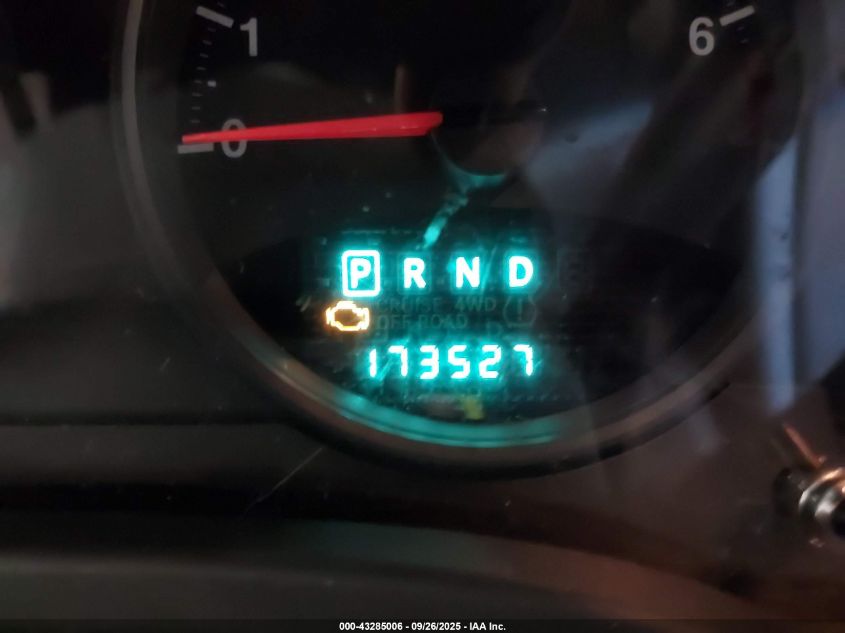 1 6
0
P R N D
CRUISE 4WD
OFF ROAD
173527
000-43285006 - 09/26/2025 - IAA Inc.